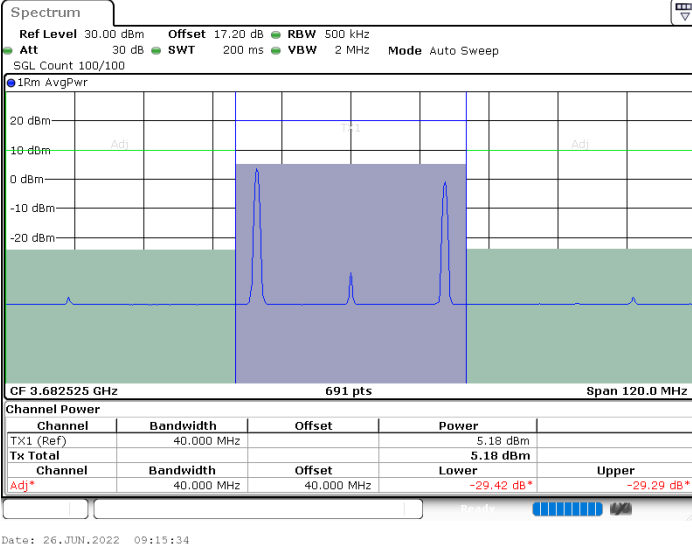 Spectrum
Ref Level 30.00 dBm Offset 17.20 dB RBW 500 kHz
Att 30 dB SWT 200 ms VBW 2 MHz Mode Auto Sweep
SGL Count 100/100
1Rm AvgPwr
20 dBm
TX1
Adj Adj
10 dBm
0 dBm
-10 dBm
-20 dBm
CF 3.682525 GHz 691 pts Span 120.0 MHz
Channel Power
Channel Bandwidth Offset Power
TX1 (Ref) 40.000 MHz 5.18 dBm
Tx Total 5.18 dBm
Channel Bandwidth Offset Lower Upper
Adj* 40.000 MHz 40.000 MHz -29.42 dB* -29.29 dB*
Ready
Date: 26.JUN.2022 09:15:34